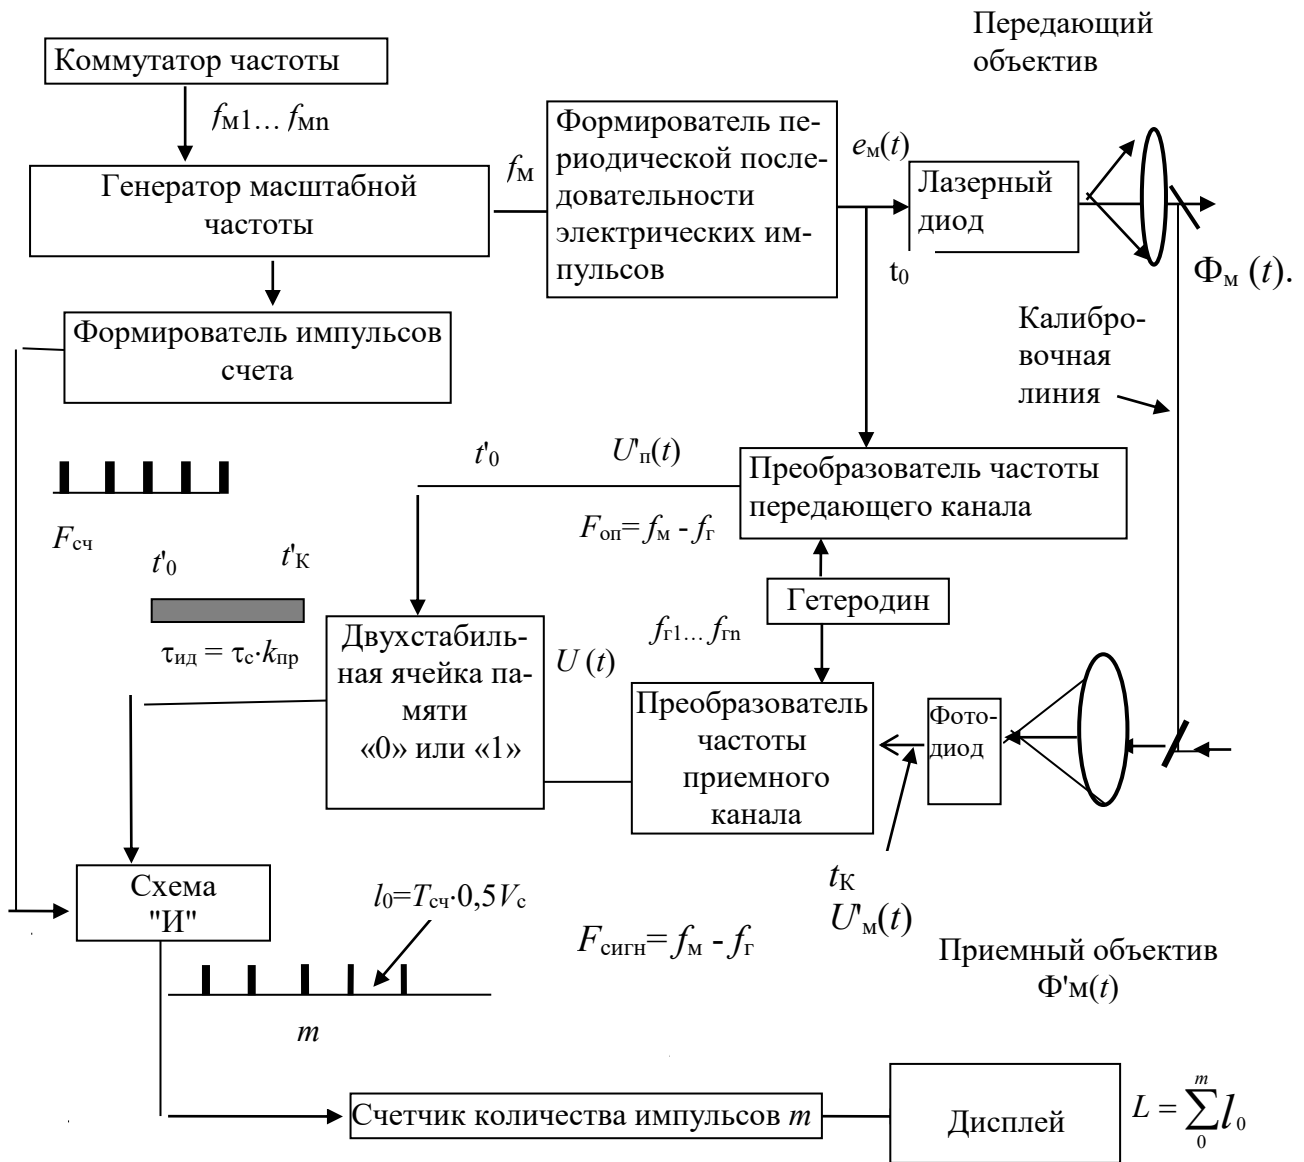 Передающий
объектив
Коммутатор частоты
fм1… fмn
Формирователь пе-
риодической после-
довательности
электрических им-
пульсов
eм(t)
fм
Генератор масштабной
частоты
Лазерный
диод
t0
Φм (t).
Формирователь импульсов
счета
Калибро-
вочная
линия
t'0
U'п(t)
Преобразователь частоты
передающего канала
Fоп= fм - fг
Fсч
t'0
t'К
Гетеродин
τид = τс·kпр
Двухстабиль-
ная ячейка па-
мяти
«0» или «1»
U (t)
fг1… fгn
Преобразователь
частоты
приемного
канала
Фото-
диод
Схема
"И"
l0=Tсч·0,5Vс
tК
U'м(t)
Fсигн= fм - fг
Приемный объектив
Ф'м(t)
m
Счетчик количества импульсов m
Дисплей
L = ∑ m 0 l 0